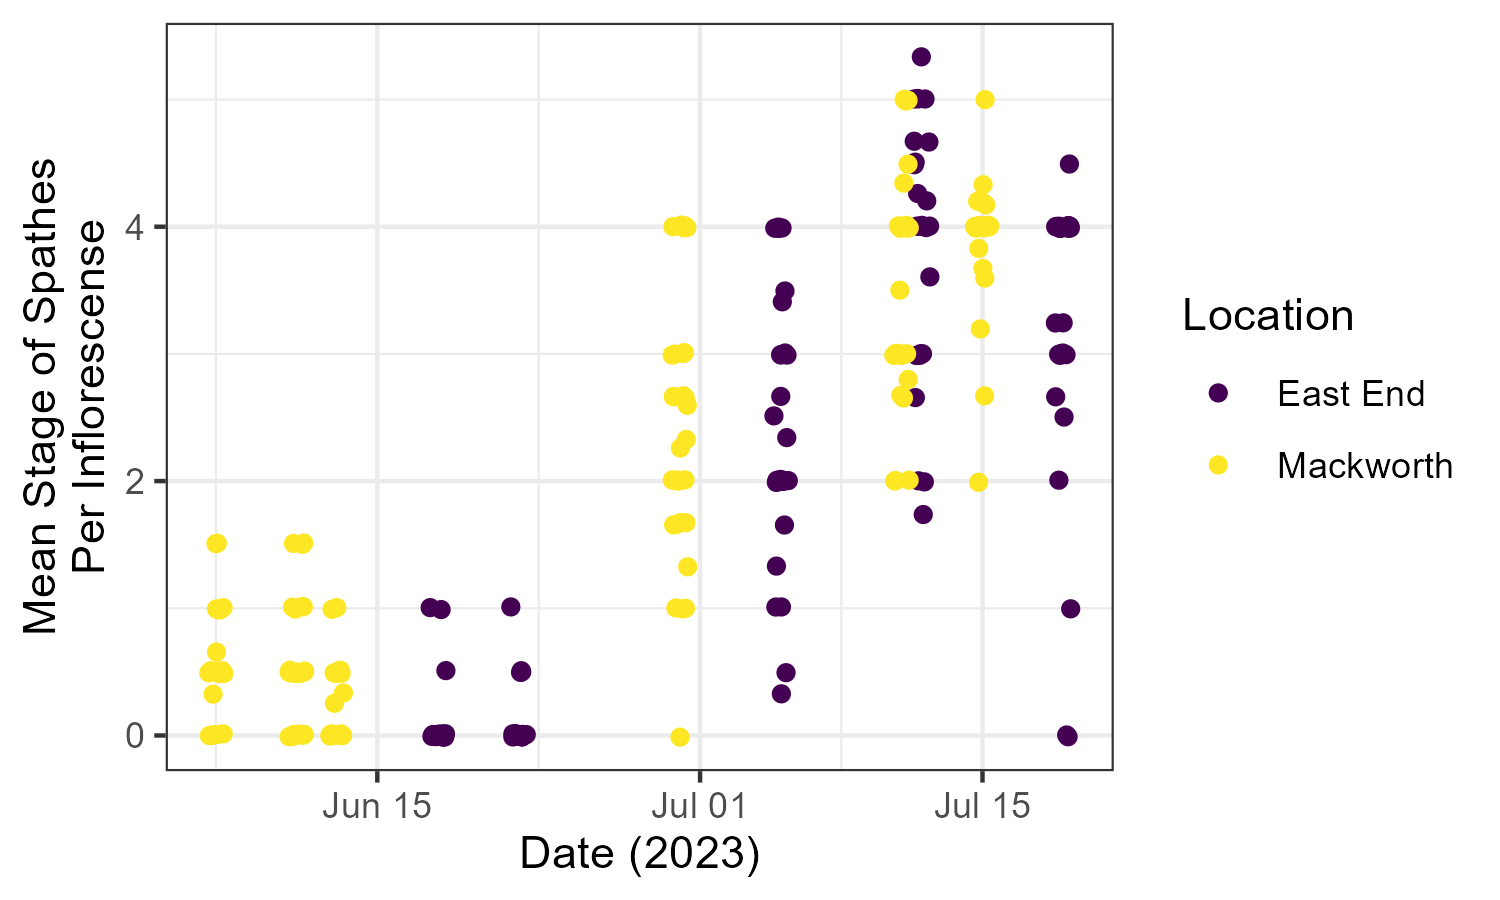 Mean Stage of Spathes
Per Inflorescense
4
2
0
Jun 15
Jul 01
Jul 15
Date (2023)
Location
East End
Mackworth